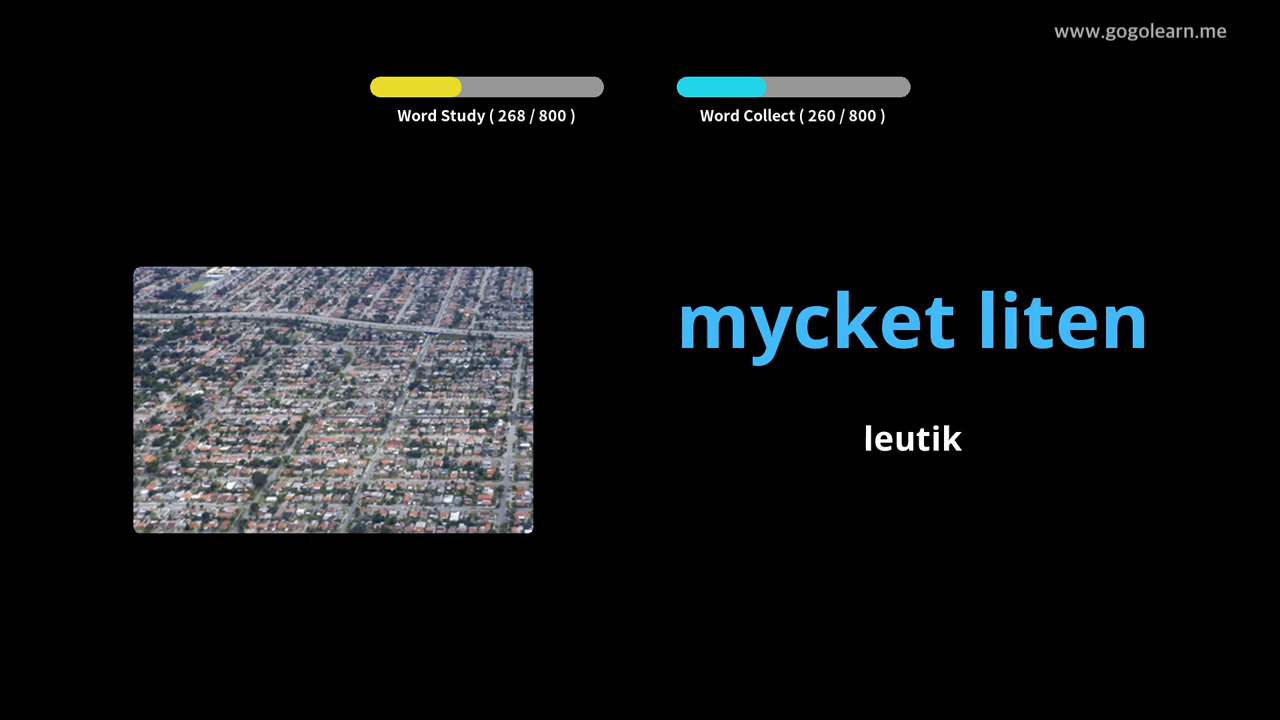 www.gogolearn.me
Word Study ( 268 / 800 )
Word Collect ( 260 / 800 )
mycket liten
leutik